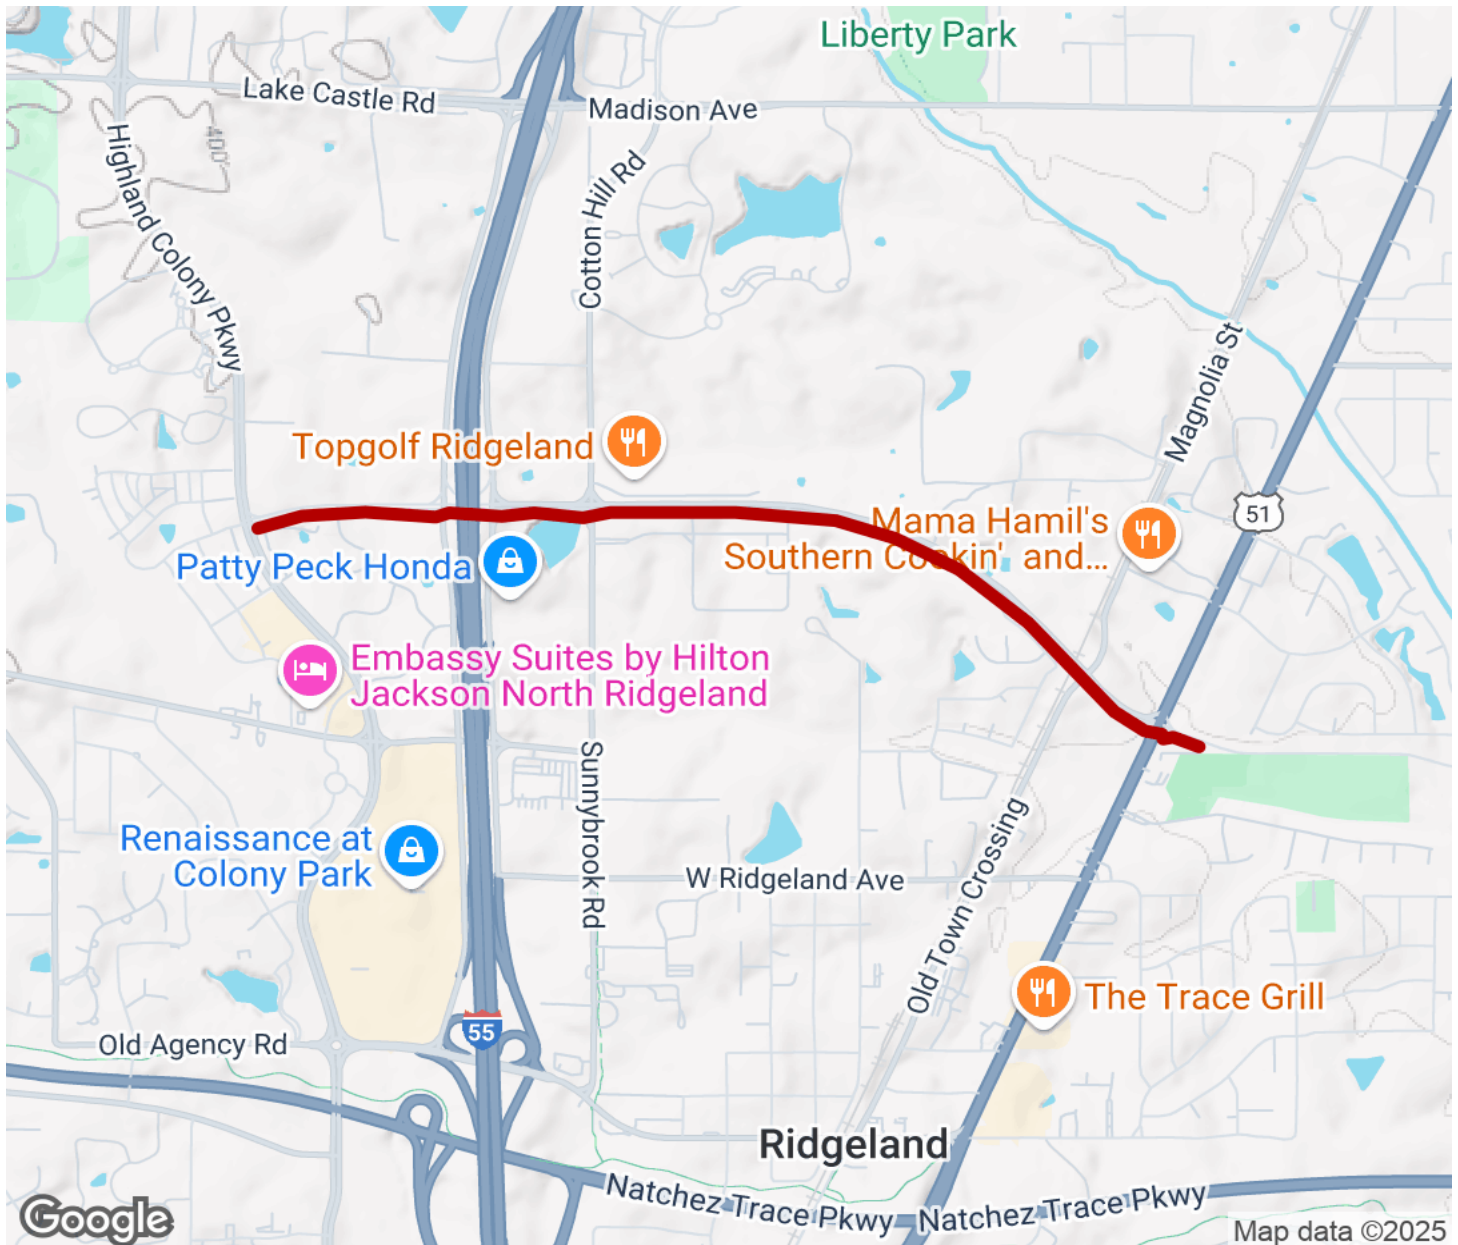 Liberty Park
Lake Castle Rd
Madison Ave
400'
Highland Colony Pkwy
Cotton Hill Rd
Magnolia St
Topgolf Ridgeland
51
Mama Hamil's
Southern Cookin' and...
Patty Peck Honda
Embassy Suites by Hilton
Jackson North Ridgeland
Sunnybrook Rd
Renaissance at
Colony Park
W Ridgeland Ave
Old Town Crossing
The Trace Grill
55
Old Agency Rd
Ridgeland
Natchez Trace Pkwy
Natchez Trace Pkwy
Google
Map data ©2025